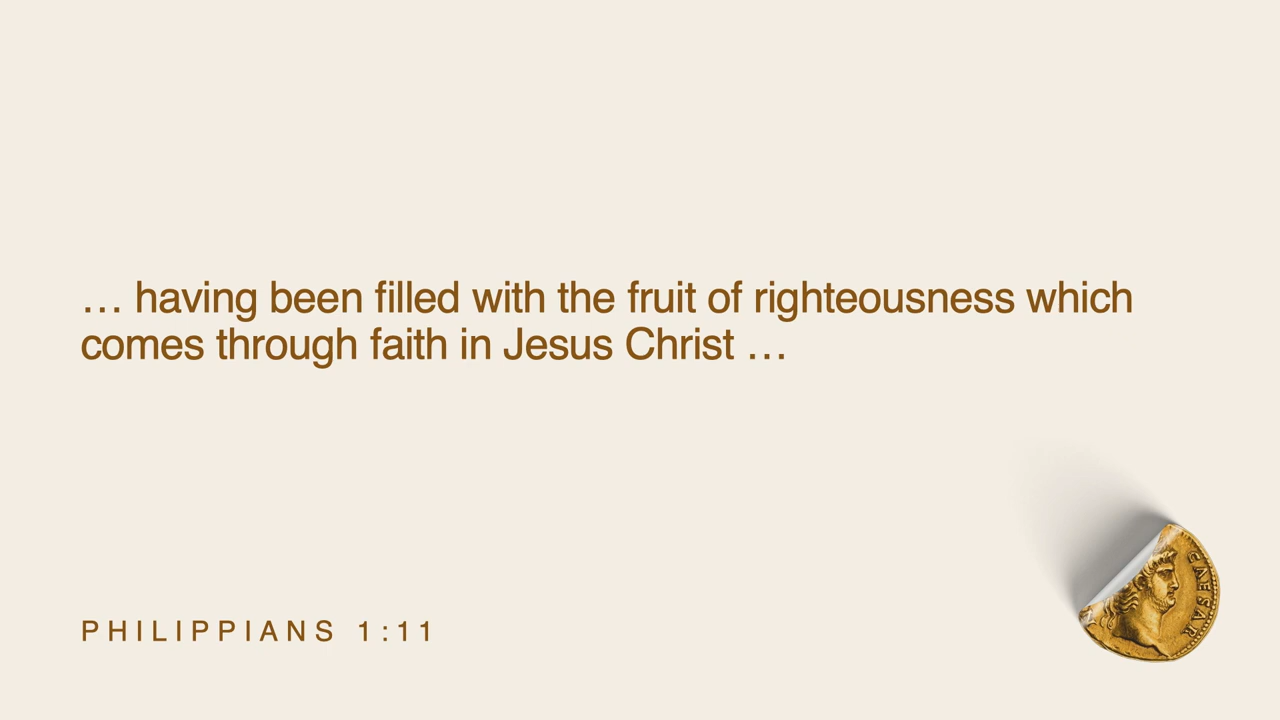 … having been filled with the fruit of righteousness which
comes through faith in Jesus Christ …
PHILIPPIANS 1:11
CAESAR